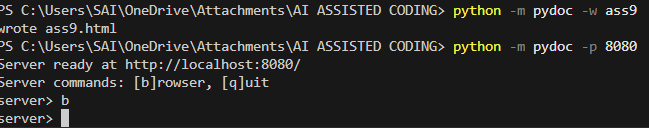 PS C:\Users\SAI\OneDrive\Attachments\AI ASSISTED CODING> python -m pydoc -w ass9
wrote ass9.html
PS C:\Users\SAI\OneDrive\Attachments\AI ASSISTED CODING> python -m pydoc -p 8080
Server ready at http://localhost:8080/
Server commands: [b]rowser, [q]uit
server> b
server>